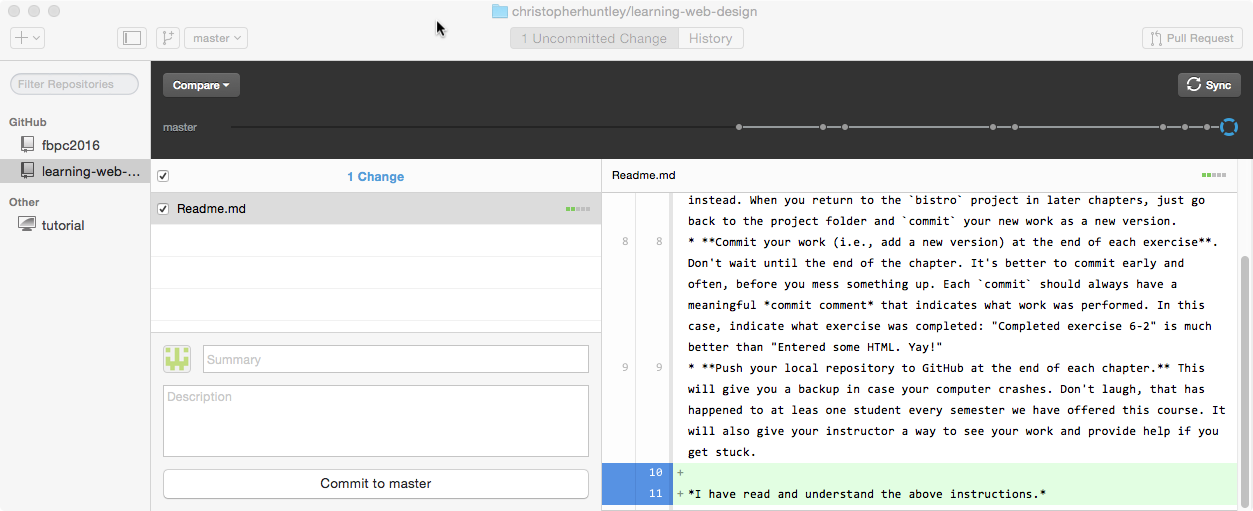 christopherhuntley/learning-web-design
master
1 Uncommitted Change
History
Pull Request
Filter Repositories
GitHub
fbpc2016
learning-web-...
Other
tutorial
Compare
Sync
master
1 Change
Readme.md
Summary
Description
Commit to master
Readme.md
instead. When you return to the `bistro` project in later chapters, just go
back to the project folder and `commit` your new work as a new version.
8 8 * **Commit your work (i.e., add a new version) at the end of each exercise**.
Don't wait until the end of the chapter. It's better to commit early and
often, before you mess something up. Each `commit` should always have a
meaningful *commit comment* that indicates what work was performed. In this
case, indicate what exercise was completed: "Completed exercise 6-2" is much
better than "Entered some HTML. Yay!"
9 9 * **Push your local repository to GitHub at the end of each chapter.** This
will give you a backup in case your computer crashes. Don't laugh, that has
happened to at leas one student every semester we have offered this course. It
will also give your instructor a way to see your work and provide help if you
get stuck.
10 +
11 + *I have read and understand the above instructions.*